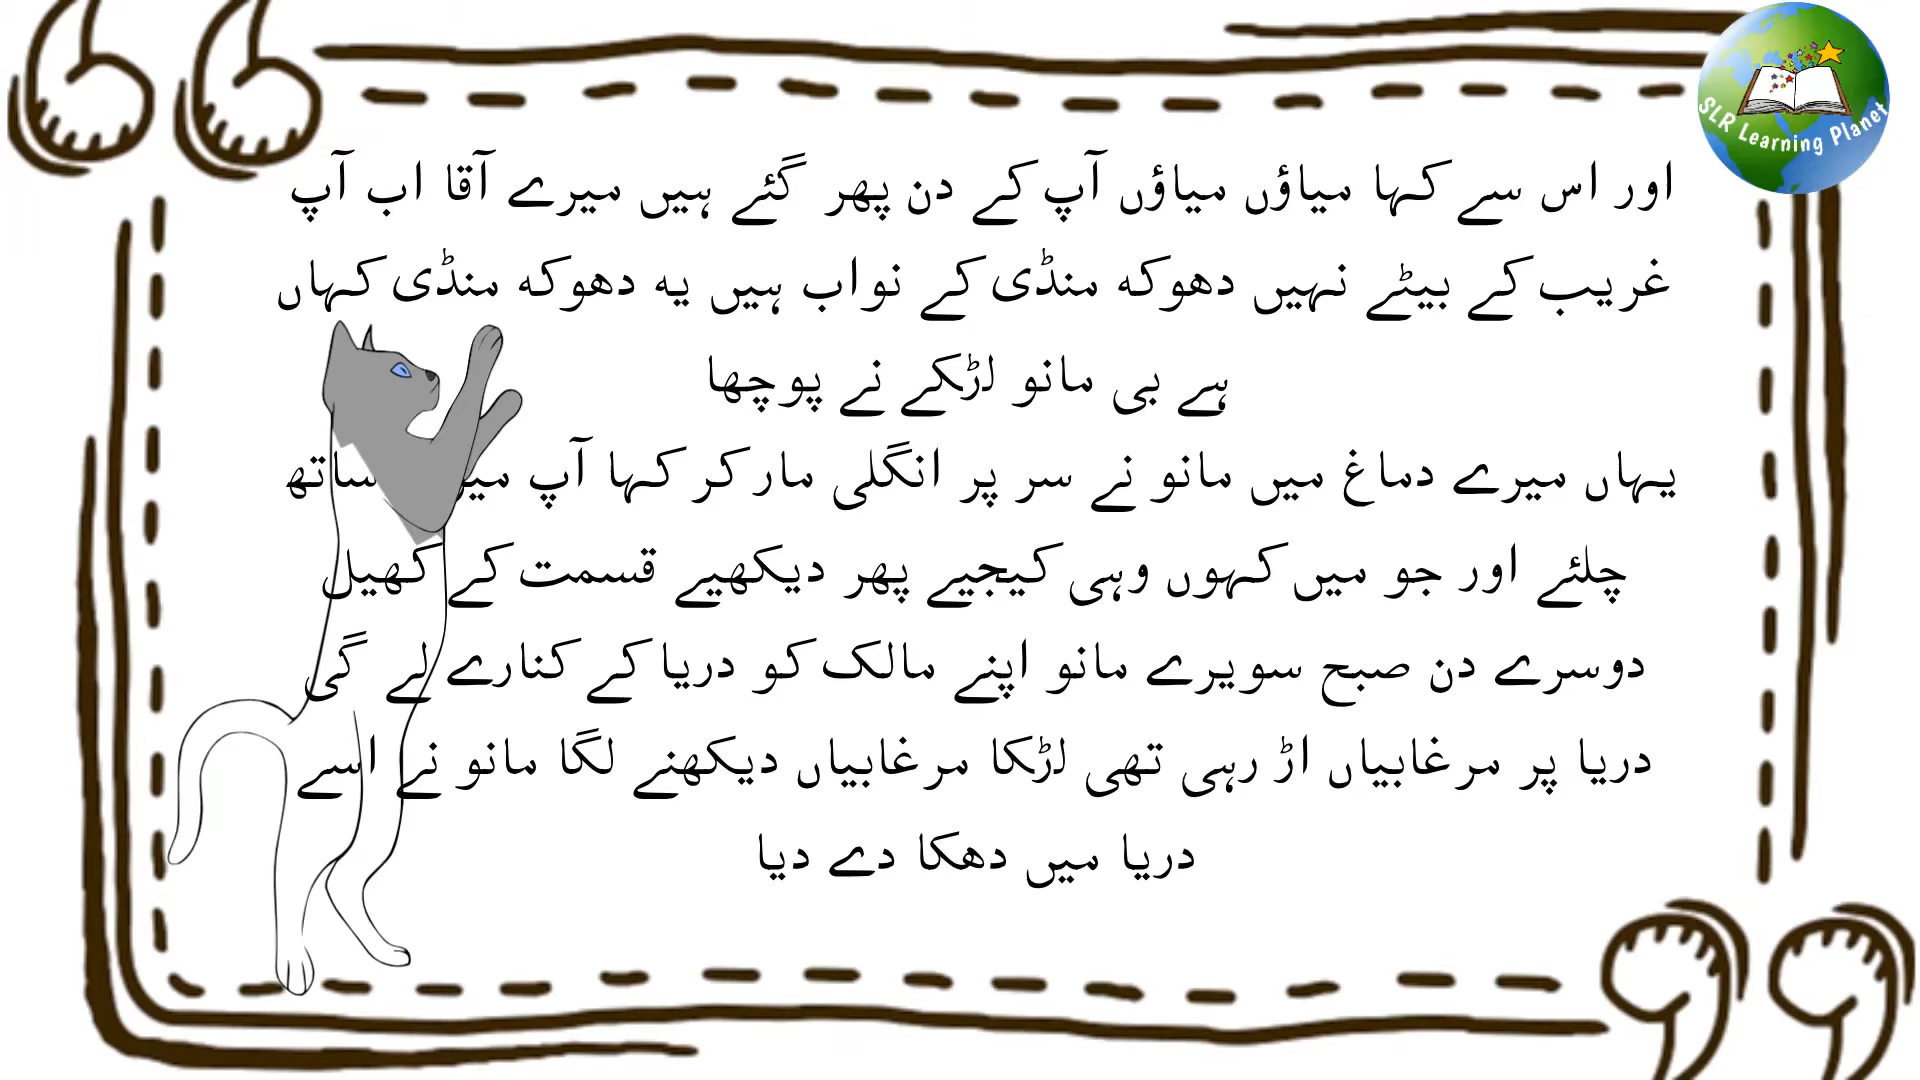 SLR Learning Planet
اور اس سے کہا میاؤں میاؤں آپ کے دن پھر گئے ہیں میرے آقا اب آپ
غریب کے بیٹے نہیں دھوکہ منڈی کے نواب ہیں یہ دھوکہ منڈی کہاں
ہے بی مانو لڑکے نے پوچھا
یہاں میرے دماغ میں مانو نے سر پر انگلی مار کر کہا آپ ساتھ
چلئے اور جو میں کہوں وہی کیجیے پھر دیکھیے قسمت کے کھیل
دوسرے دن صبح سویرے مانو اپنے مالک کو دریا کے کنارے لے گی
دریا پر مرغابیاں اڑ رہی تھی لڑکا مرغابیاں دیکھنے لگا مانو نے اسے
دریا میں دھکا دے دیا